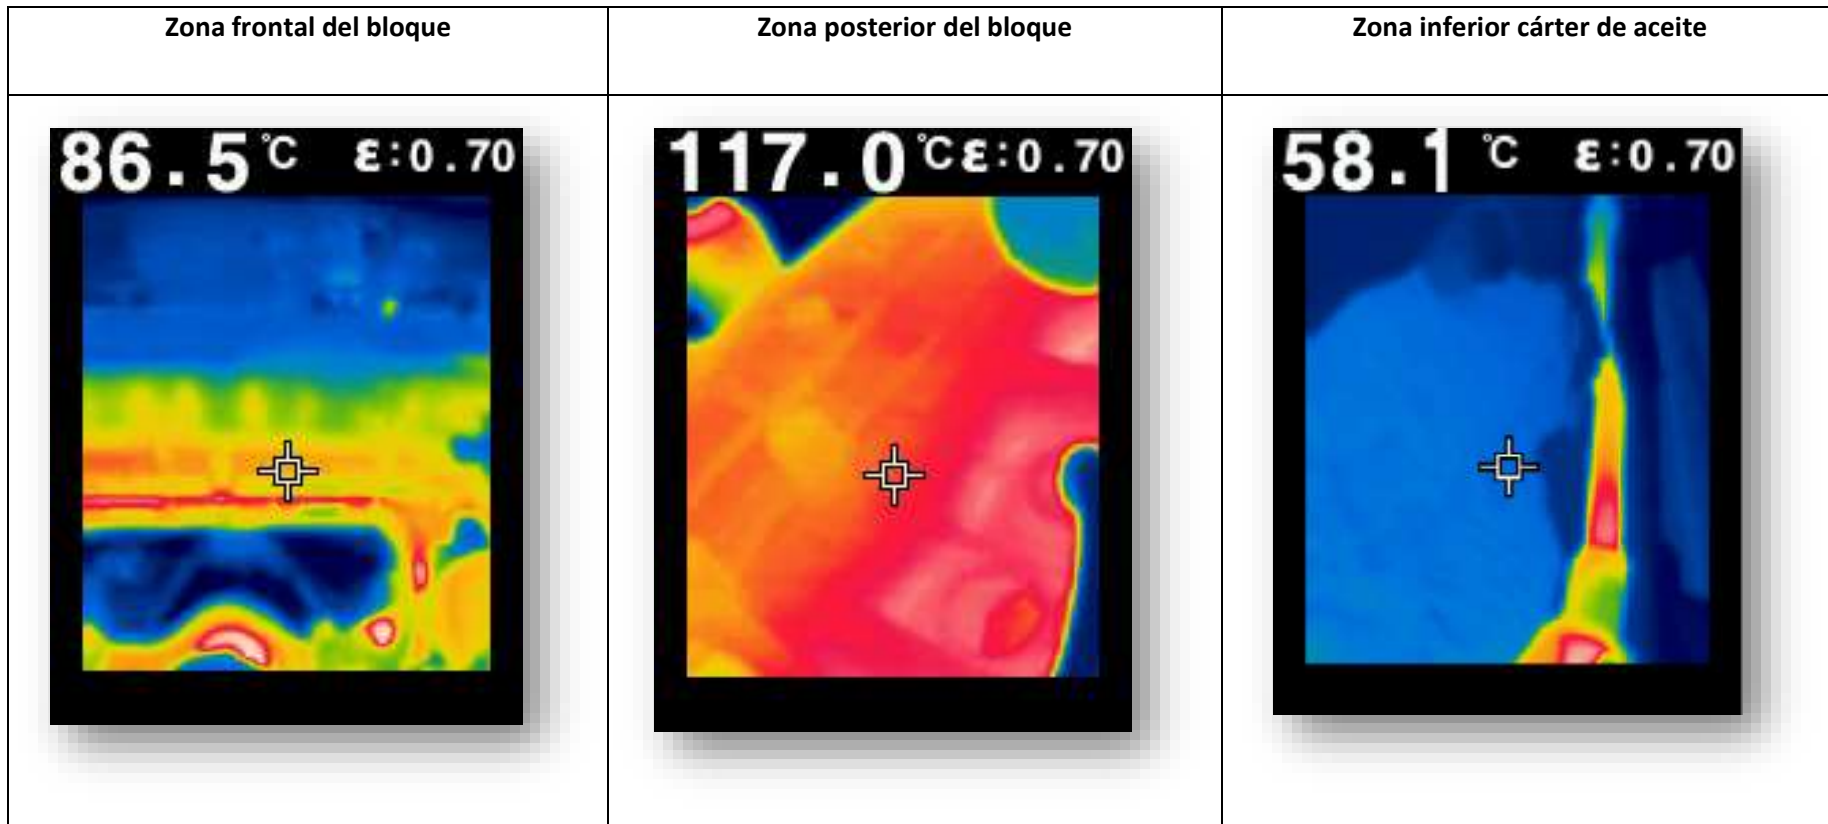 Zona frontal del bloque
Zona posterior del bloque
Zona inferior cárter de aceite
86.5 °C ε:0.70
117.0 °C ε:0.70
58.1 °C ε:0.70